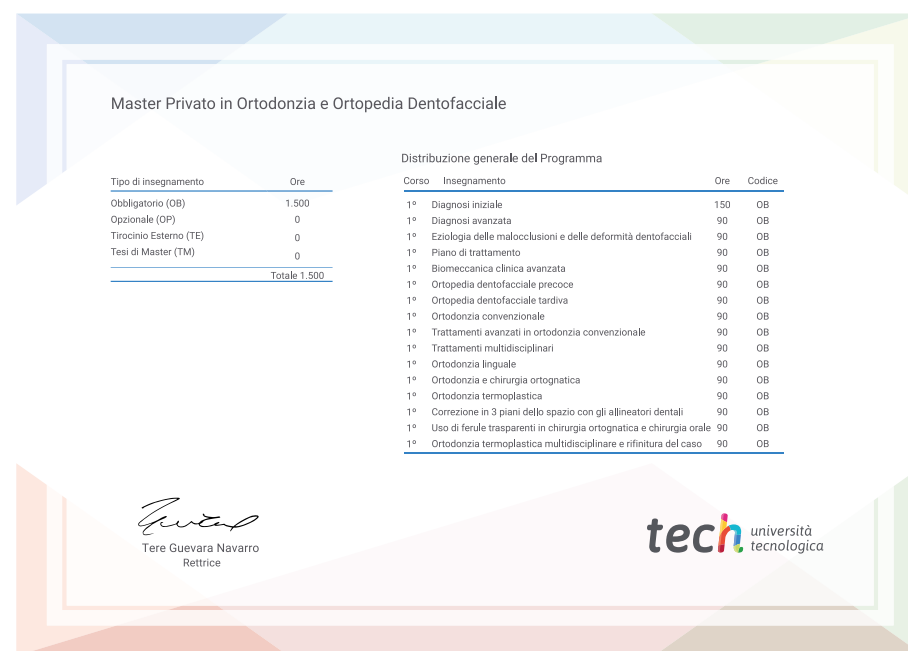 Master Privato in Ortodonzia e Ortopedia Dentofacciale
Distribuzione generale del Programma
Tipo di insegnamento Ore
Obbligatorio (OB) 1.500
Opzionale (OP) 0
Tirocinio Esterno (TE) 0
Tesi di Master (TM) 0
Totale 1.500
Corso Insegnamento Ore Codice
1º Diagnosi iniziale 150 OB
1º Diagnosi avanzata 90 OB
1º Eziologia delle malocclusioni e delle deformità dentofacciali 90 OB
1º Piano di trattamento 90 OB
1º Biomeccanica clinica avanzata 90 OB
1º Ortopedia dentofacciale precoce 90 OB
1º Ortopedia dentofacciale tardiva 90 OB
1º Ortodonzia convenzionale 90 OB
1º Trattamenti avanzati in ortodonzia convenzionale 90 OB
1º Trattamenti multidisciplinari 90 OB
1º Ortodonzia linguale 90 OB
1º Ortodonzia e chirurgia ortognatica 90 OB
1º Ortodonzia termoplastica 90 OB
1º Correzione in 3 piani dello spazio con gli allineatori dentali 90 OB
1º Uso di ferule trasparenti in chirurgia ortognatica e chirurgia orale 90 OB
1º Ortodonzia termoplastica multidisciplinare e rifinitura del caso 90 OB
Tere Guevara Navarro
Rettrice
tech università
tecnologica